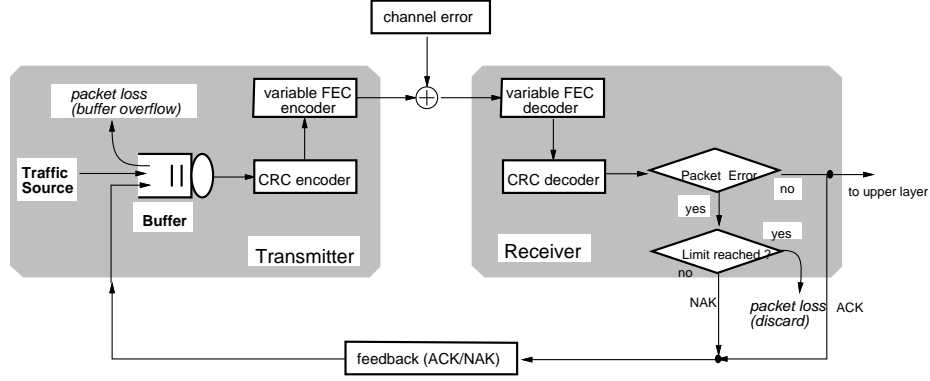 channel error
packet loss
(buffer overflow)
variable FEC
encoder
variable FEC
decoder
Traffic
Source
CRC encoder
CRC decoder
Packet Error
no
to upper layer
Buffer
yes
yes
Transmitter
Receiver
Limit reached ?
no
NAK
packet loss
(discard)
ACK
feedback (ACK/NAK)